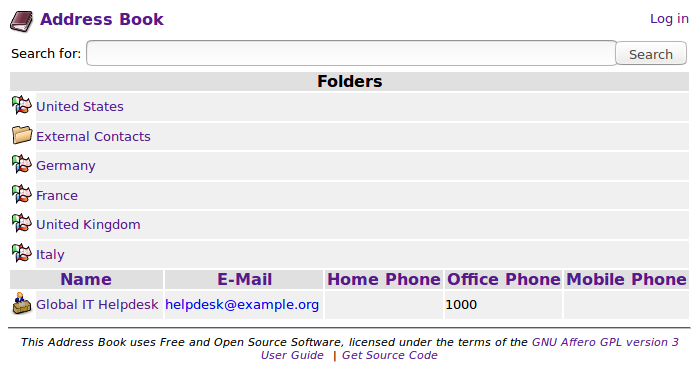 Address Book
Log in
Search for:
Search
Folders
United States
External Contacts
Germany
France
United Kingdom
Italy
Name E-Mail Home Phone Office Phone Mobile Phone
Global IT Helpdesk helpdesk@example.org 1000
This Address Book uses Free and Open Source Software, licensed under the terms of the GNU Affero GPL version 3
User Guide | Get Source Code